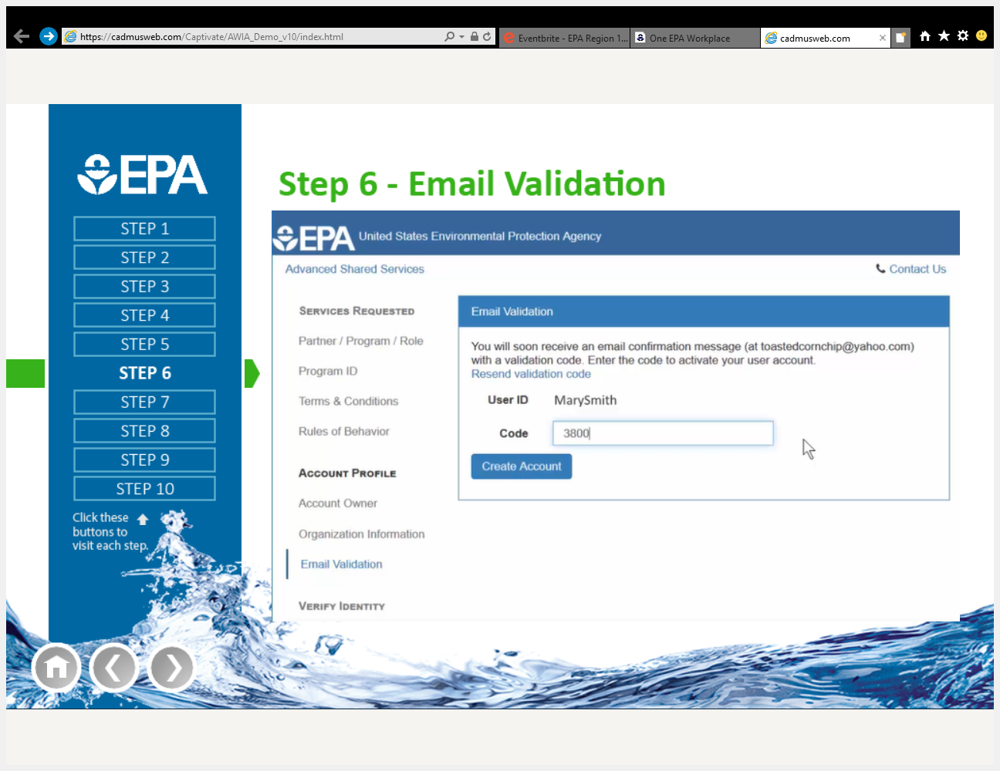 https://cadmusweb.com/Captivate/AWIA_Demo_v10/index.html
Eventbrite - EPA Region 1...
One EPA Workplace
cadmusweb.com
EPA
STEP 1
STEP 2
STEP 3
STEP 4
STEP 5
STEP 6
STEP 7
STEP 8
STEP 9
STEP 10
Click these
buttons to
visit each step.
Step 6 - Email Validation
EPA United States Environmental Protection Agency
Advanced Shared Services
Contact Us
SERVICES REQUESTED
Partner / Program / Role
Program ID
Terms & Conditions
Rules of Behavior
ACCOUNT PROFILE
Account Owner
Organization Information
Email Validation
VERIFY IDENTITY
Email Validation
You will soon receive an email confirmation message (at toastedcornchip@yahoo.com)
with a validation code. Enter the code to activate your user account.
Resend validation code
User ID MarySmith
Code 3800
Create Account